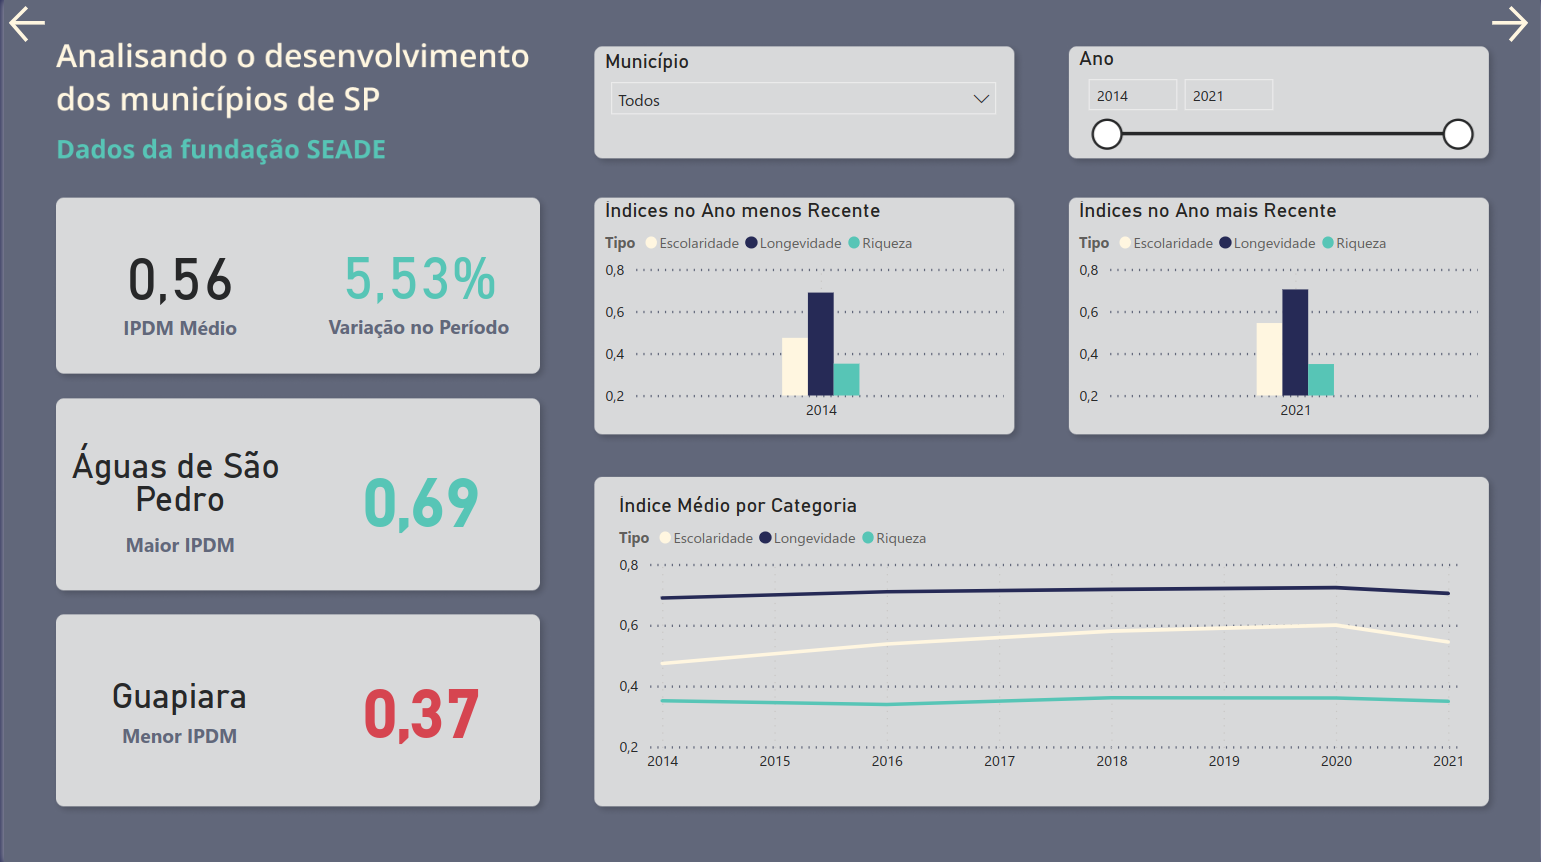 Analisando o desenvolvimento
dos municípios de SP
Dados da fundação SEADE
Município
Todos
Ano
2014 2021
0,56 5,53%
IPDM Médio Variação no Período
Águas de São
Pedro
0,69
Maior IPDM
Guapiara
0,37
Menor IPDM
Índices no Ano menos Recente
Tipo Escolaridade Longevidade Riqueza
0,8
0,6
0,4
0,2
2014
Índices no Ano mais Recente
Tipo Escolaridade Longevidade Riqueza
0,8
0,6
0,4
0,2
2021
Índice Médio por Categoria
Tipo Escolaridade Longevidade Riqueza
0,8
0,6
0,4
0,2
2014 2015 2016 2017 2018 2019 2020 2021